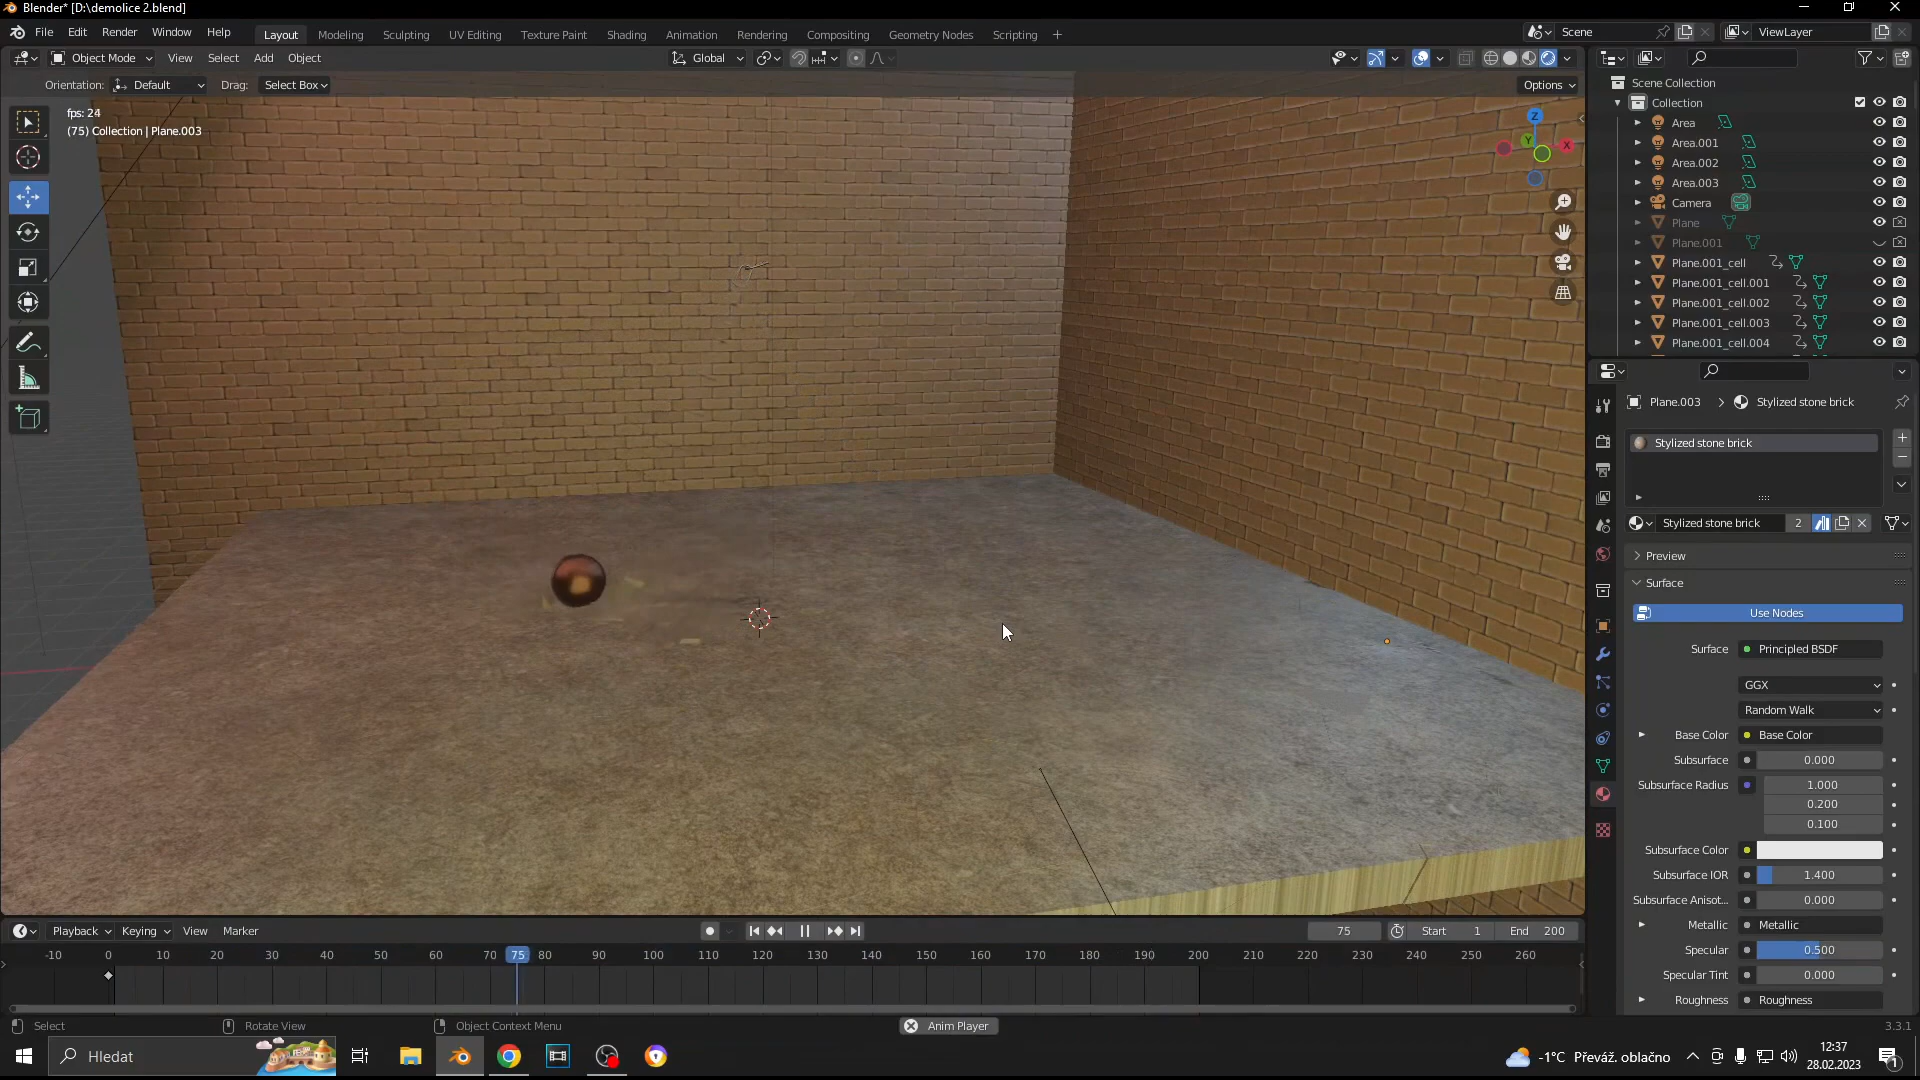 Blender* [D:\demolice 2.blend]
File Edit Render Window Help
Layout Modeling Sculpting UV Editing Texture Paint Shading Animation Rendering Compositing Geometry Nodes Scripting +
Scene
ViewLayer
Object Mode View Select Add Object
Global
Orientation: Default Drag: Select Box
Options
fps: 24
(75) Collection | Plane.003
Z
Y
X
Scene Collection
Collection
Area
Area.001
Area.002
Area.003
Camera
Plane
Plane.001
Plane.001_cell
Plane.001_cell.001
Plane.001_cell.002
Plane.001_cell.003
Plane.001_cell.004
Plane.003 Stylized stone brick
Stylized stone brick
Stylized stone brick 2
Preview
Surface
Use Nodes
Surface Principled BSDF
GGX
Random Walk
Base Color Base Color
Subsurface 0.000
Subsurface Radius 1.000
0.200
0.100
Subsurface Color
Subsurface IOR 1.400
Subsurface Anisot... 0.000
Metallic Metallic
Specular 0.500
Specular Tint 0.000
Roughness Roughness
Playback Keying View Marker
75 Start 1 End 200
-10 0 10 20 30 40 50 60 70 75 80 90 100 110 120 130 140 150 160 170 180 190 200 210 220 230 240 250 260
Select Rotate View Object Context Menu Anim Player
3.3.1
Hledat
-1°C Převáž. oblačno
12:37
28.02.2023
1